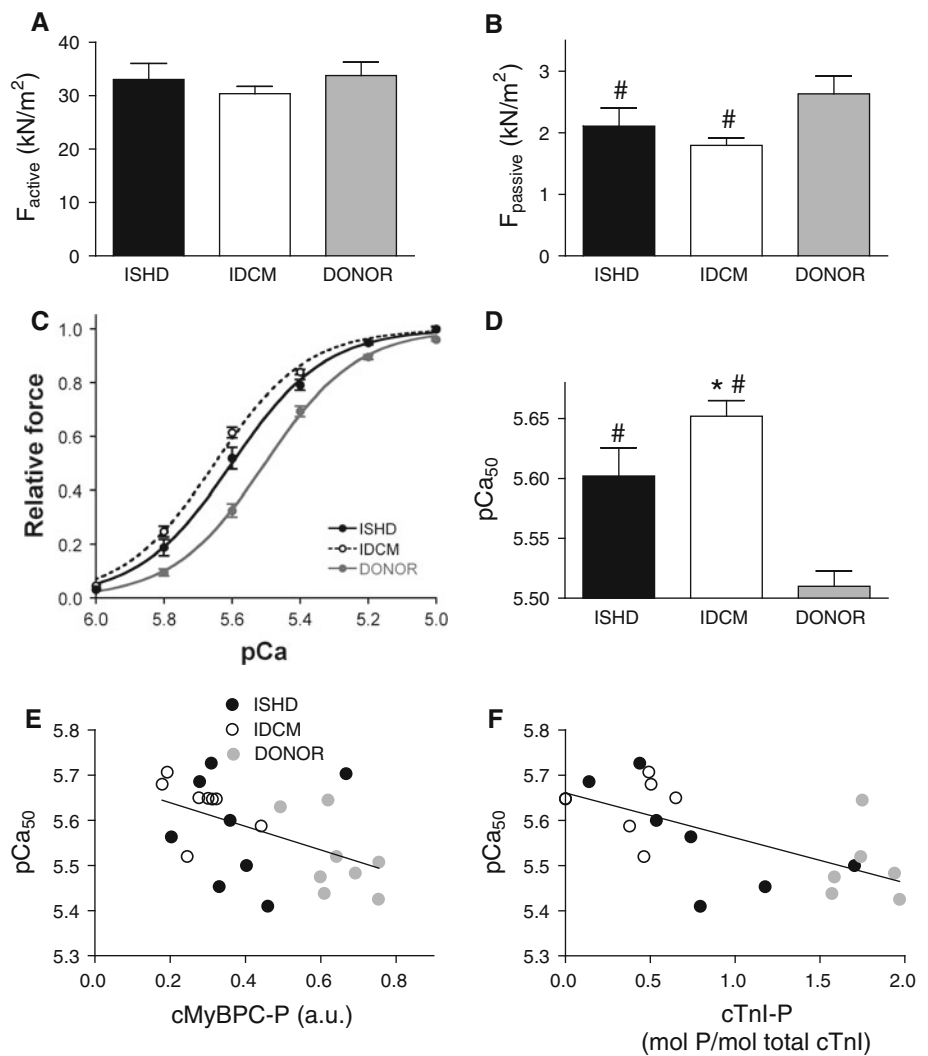 A
F_active (kN/m²)
40
30
20
10
0
ISHD IDCM DONOR
B
F_passive (kN/m²)
3
2
1
0
# #
ISHD IDCM DONOR
C
Relative force
1.0
0.8
0.6
0.4
0.2
0.0
6.0 5.8 5.6 5.4 5.2 5.0
pCa
ISHD
IDCM
DONOR
D
pCa₅₀
5.65
5.60
5.55
5.50
# * #
ISHD IDCM DONOR
E
ISHD
IDCM
DONOR
pCa₅₀
5.8
5.7
5.6
5.5
5.4
5.3
0.0 0.2 0.4 0.6 0.8
cMyBPC-P (a.u.)
F
pCa₅₀
5.8
5.7
5.6
5.5
5.4
5.3
0.0 0.5 1.0 1.5 2.0
cTnI-P
(mol P/mol total cTnI)